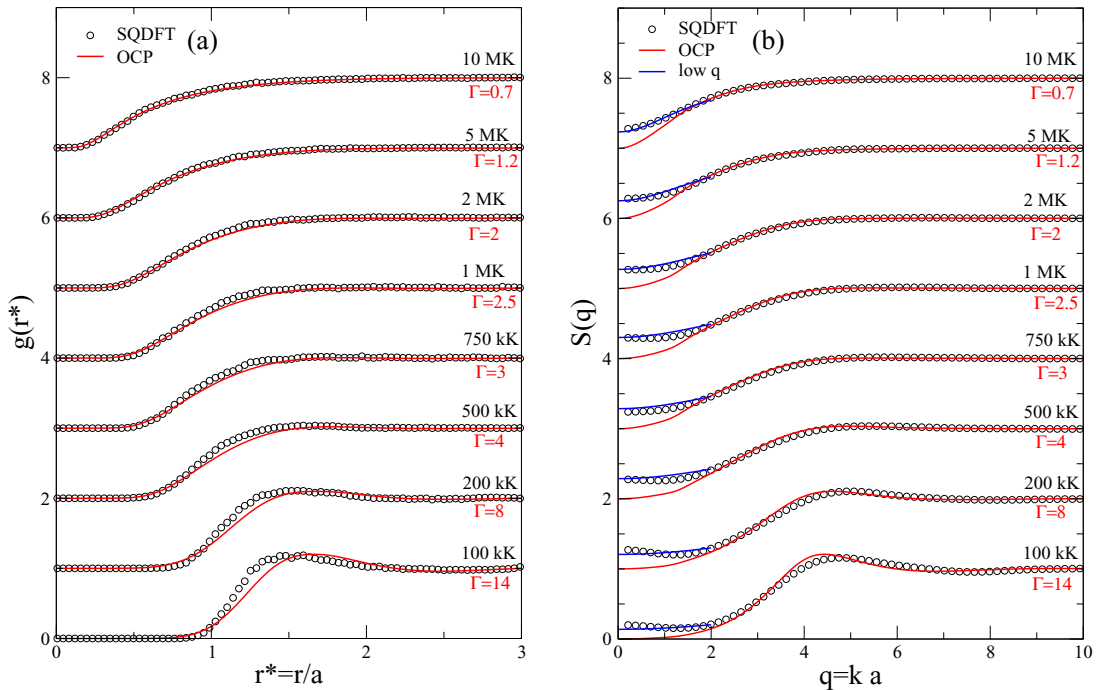 SQDFT
OCP
(a)
10 MK
Γ=0.7
5 MK
Γ=1.2
2 MK
Γ=2
1 MK
Γ=2.5
750 kK
Γ=3
500 kK
Γ=4
200 kK
Γ=8
100 kK
Γ=14
8
6
4
2
0
g(r*)
0 1 2 3
r*=r/a
SQDFT
OCP
low q
(b)
10 MK
Γ=0.7
5 MK
Γ=1.2
2 MK
Γ=2
1 MK
Γ=2.5
750 kK
Γ=3
500 kK
Γ=4
200 kK
Γ=8
100 kK
Γ=14
8
6
4
2
0
S(q)
0 2 4 6 8 10
q=k a